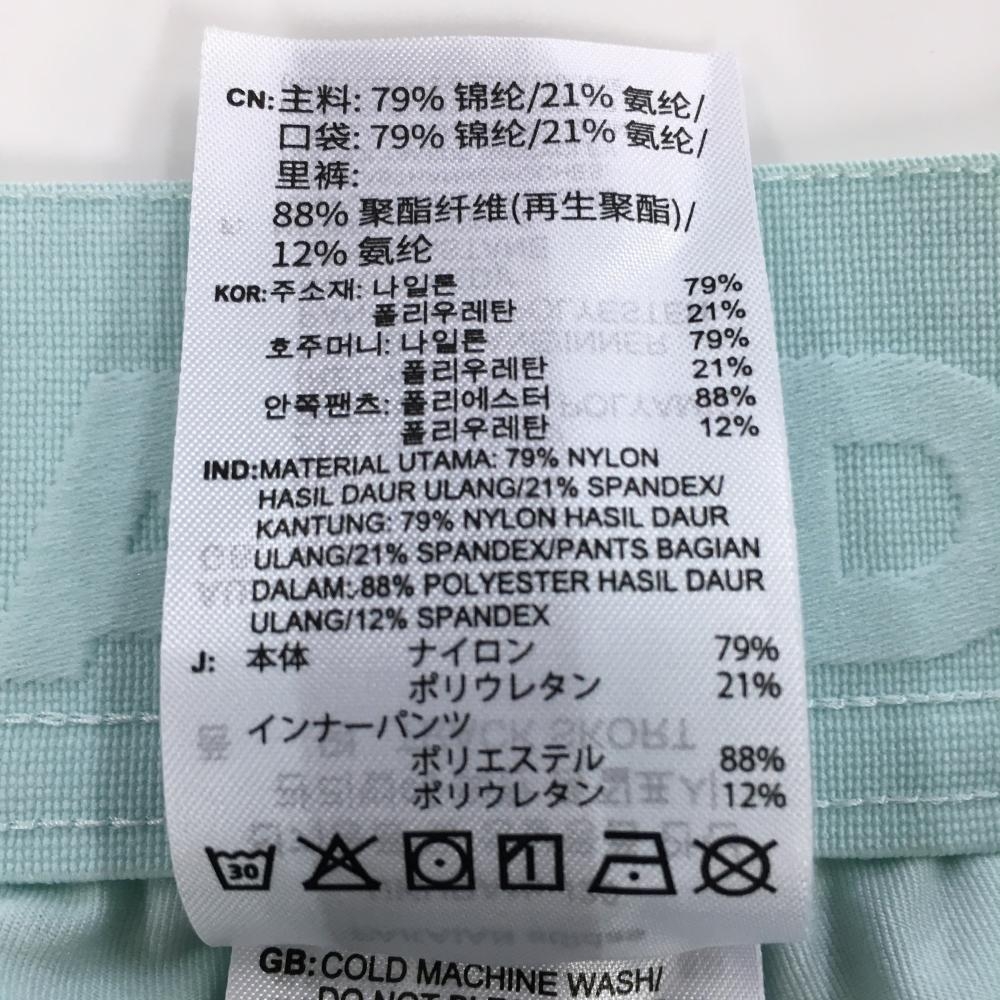 CN:主料: 79% 锦纶/21% 氨纶/
口袋: 79% 锦纶/21% 氨纶/
里裤:
88% 聚酯纤维(再生聚酯)/
12% 氨纶
KOR:주소재: 나일론 79%
폴리우레탄 21%
호주머니: 나일론 79%
폴리우레탄 21%
안쪽팬츠: 폴리에스터 88%
폴리우레탄 12%
IND:MATERIAL UTAMA: 79% NYLON
HASIL DAUR ULANG/21% SPANDEX/
KANTUNG: 79% NYLON HASIL DAUR
ULANG/21% SPANDEX/PANTS BAGIAN
DALAM:-88% POLYESTER HASIL DAUR
ULANG/12% SPANDEX
J: 本体 ナイロン 79%
ポリウレタン 21%
インナーパンツ
ポリエステル 88%
ポリウレタン 12%
30
GB:COLD MACHINE WASH/